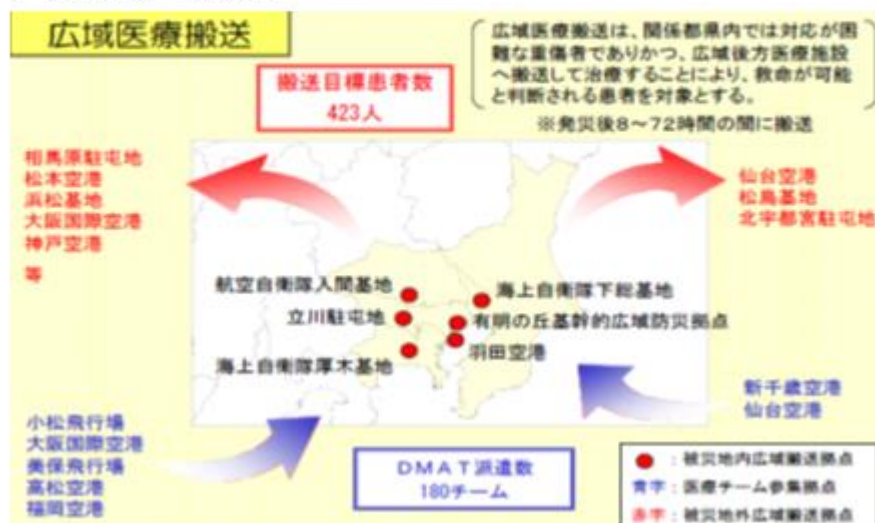 広域医療搬送
広域医療搬送は、関係都県内では対応が困
難な重傷者でありかつ、広域後方医療施設
へ搬送して治療することにより、救命が可能
と判断される患者を対象とする。
※発災後8～72時間の間に搬送
搬送目標患者数
423人
相馬原駐屯地
松本空港
浜松基地
大阪国際空港
神戸空港
等
仙台空港
松島基地
北宇都宮駐屯地
航空自衛隊入間基地
立川駐屯地
海上自衛隊厚木基地
海上自衛隊下総基地
有明の丘基幹的広域防災拠点
羽田空港
新千歳空港
仙台空港
小松飛行場
大阪国際空港
美保飛行場
高松空港
福岡空港
DMAT派遣数
180チーム
：被災地内広域搬送拠点
青字：医療チーム参集拠点
赤字：被災地外広域搬送拠点